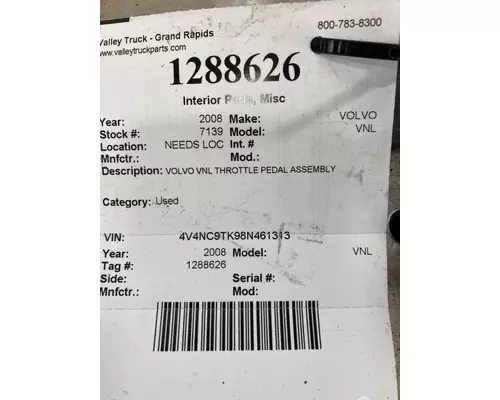 Valley Truck - Grand Rapids 800-783-8300
www.valleytruckparts.com
1288626
Interior Parts, Misc
Year: 2008 Make: VOLVO
Stock #: 7139 Model: VNL
Location: NEEDS LOC Int. #
Mnfctr.: Mod.:
Description: VOLVO VNL THROTTLE PEDAL ASSEMBLY
Category: Used
VIN: 4V4NC9TK98N461313
Year: 2008 Model: VNL
Tag #: 1288626
Side: Serial #:
Mnfctr.: Mod: